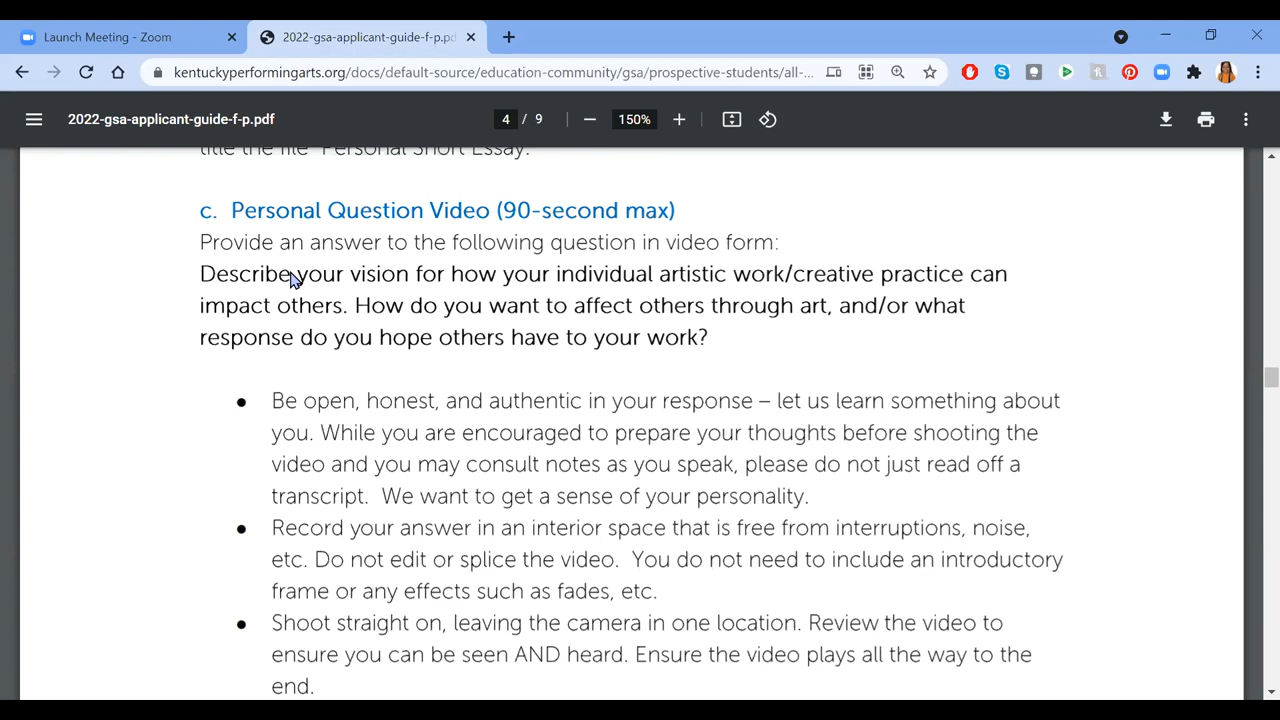 Launch Meeting - Zoom
2022-gsa-applicant-guide-f-p.pd
kentuckyperformingarts.org/docs/default-source/education-community/gsa/prospective-students/all-...
2022-gsa-applicant-guide-f-p.pdf
4 / 9
150%
title the file "Personal Short Essay."
c. Personal Question Video (90-second max)
Provide an answer to the following question in video form:
Describe your vision for how your individual artistic work/creative practice can
impact others. How do you want to affect others through art, and/or what
response do you hope others have to your work?
● Be open, honest, and authentic in your response – let us learn something about
you. While you are encouraged to prepare your thoughts before shooting the
video and you may consult notes as you speak, please do not just read off a
transcript. We want to get a sense of your personality.
● Record your answer in an interior space that is free from interruptions, noise,
etc. Do not edit or splice the video. You do not need to include an introductory
frame or any effects such as fades, etc.
● Shoot straight on, leaving the camera in one location. Review the video to
ensure you can be seen AND heard. Ensure the video plays all the way to the
end.